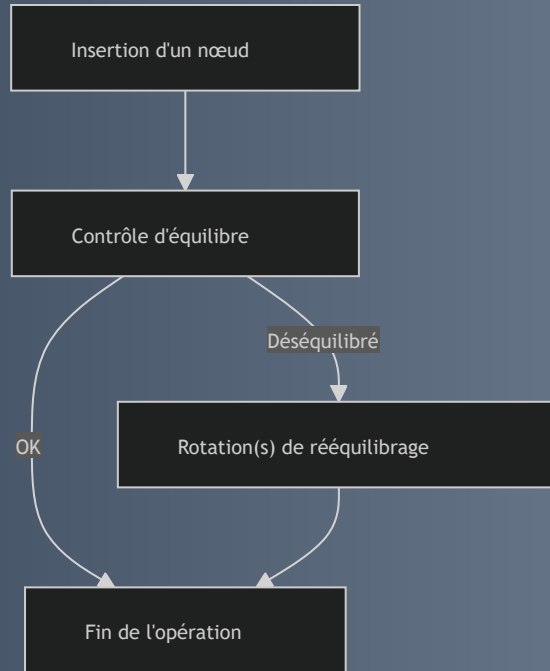 Insertion d'un nœud
Contrôle d'équilibre
Déséquilibré
OK
Rotation(s) de rééquilibrage
Fin de l'opération